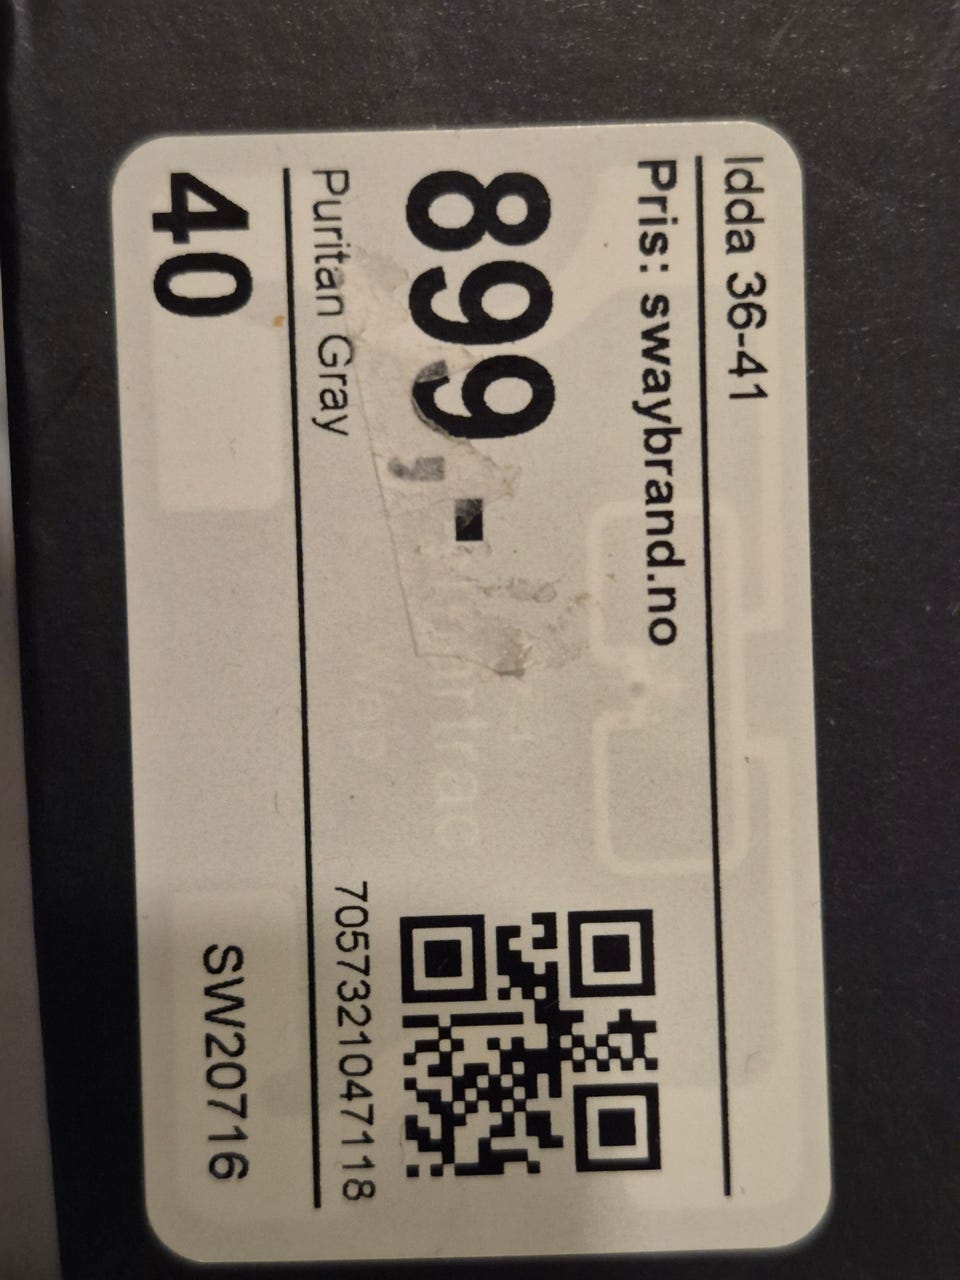 Idda 36-41
Pris: swaybrand.no
899,-
Puritan Gray
7057321047118
40
SW20716